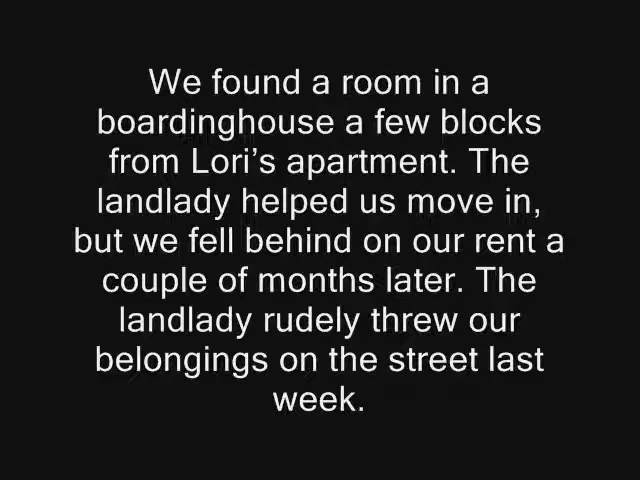 We found a room in a
boardinghouse a few blocks
from Lori’s apartment. The
landlady helped us move in,
but we fell behind on our rent a
couple of months later. The
landlady rudely threw our
belongings on the street last
week.